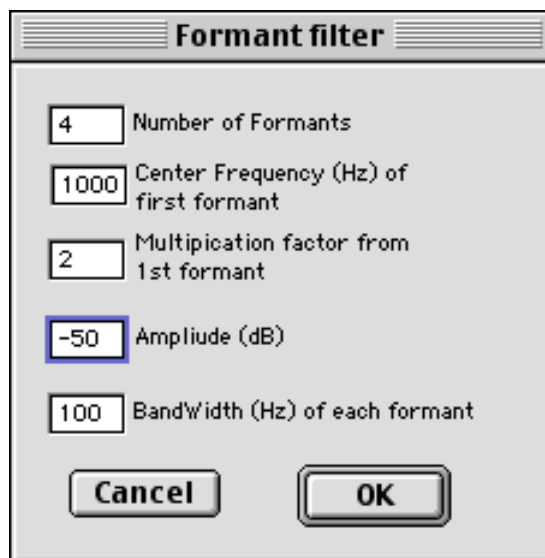 Formant filter
4 Number of Formants
1000 Center Frequency (Hz) of
first formant
2 Multipication factor from
1st formant
-50 Ampliude (dB)
100 BandWidth (Hz) of each formant
Cancel OK